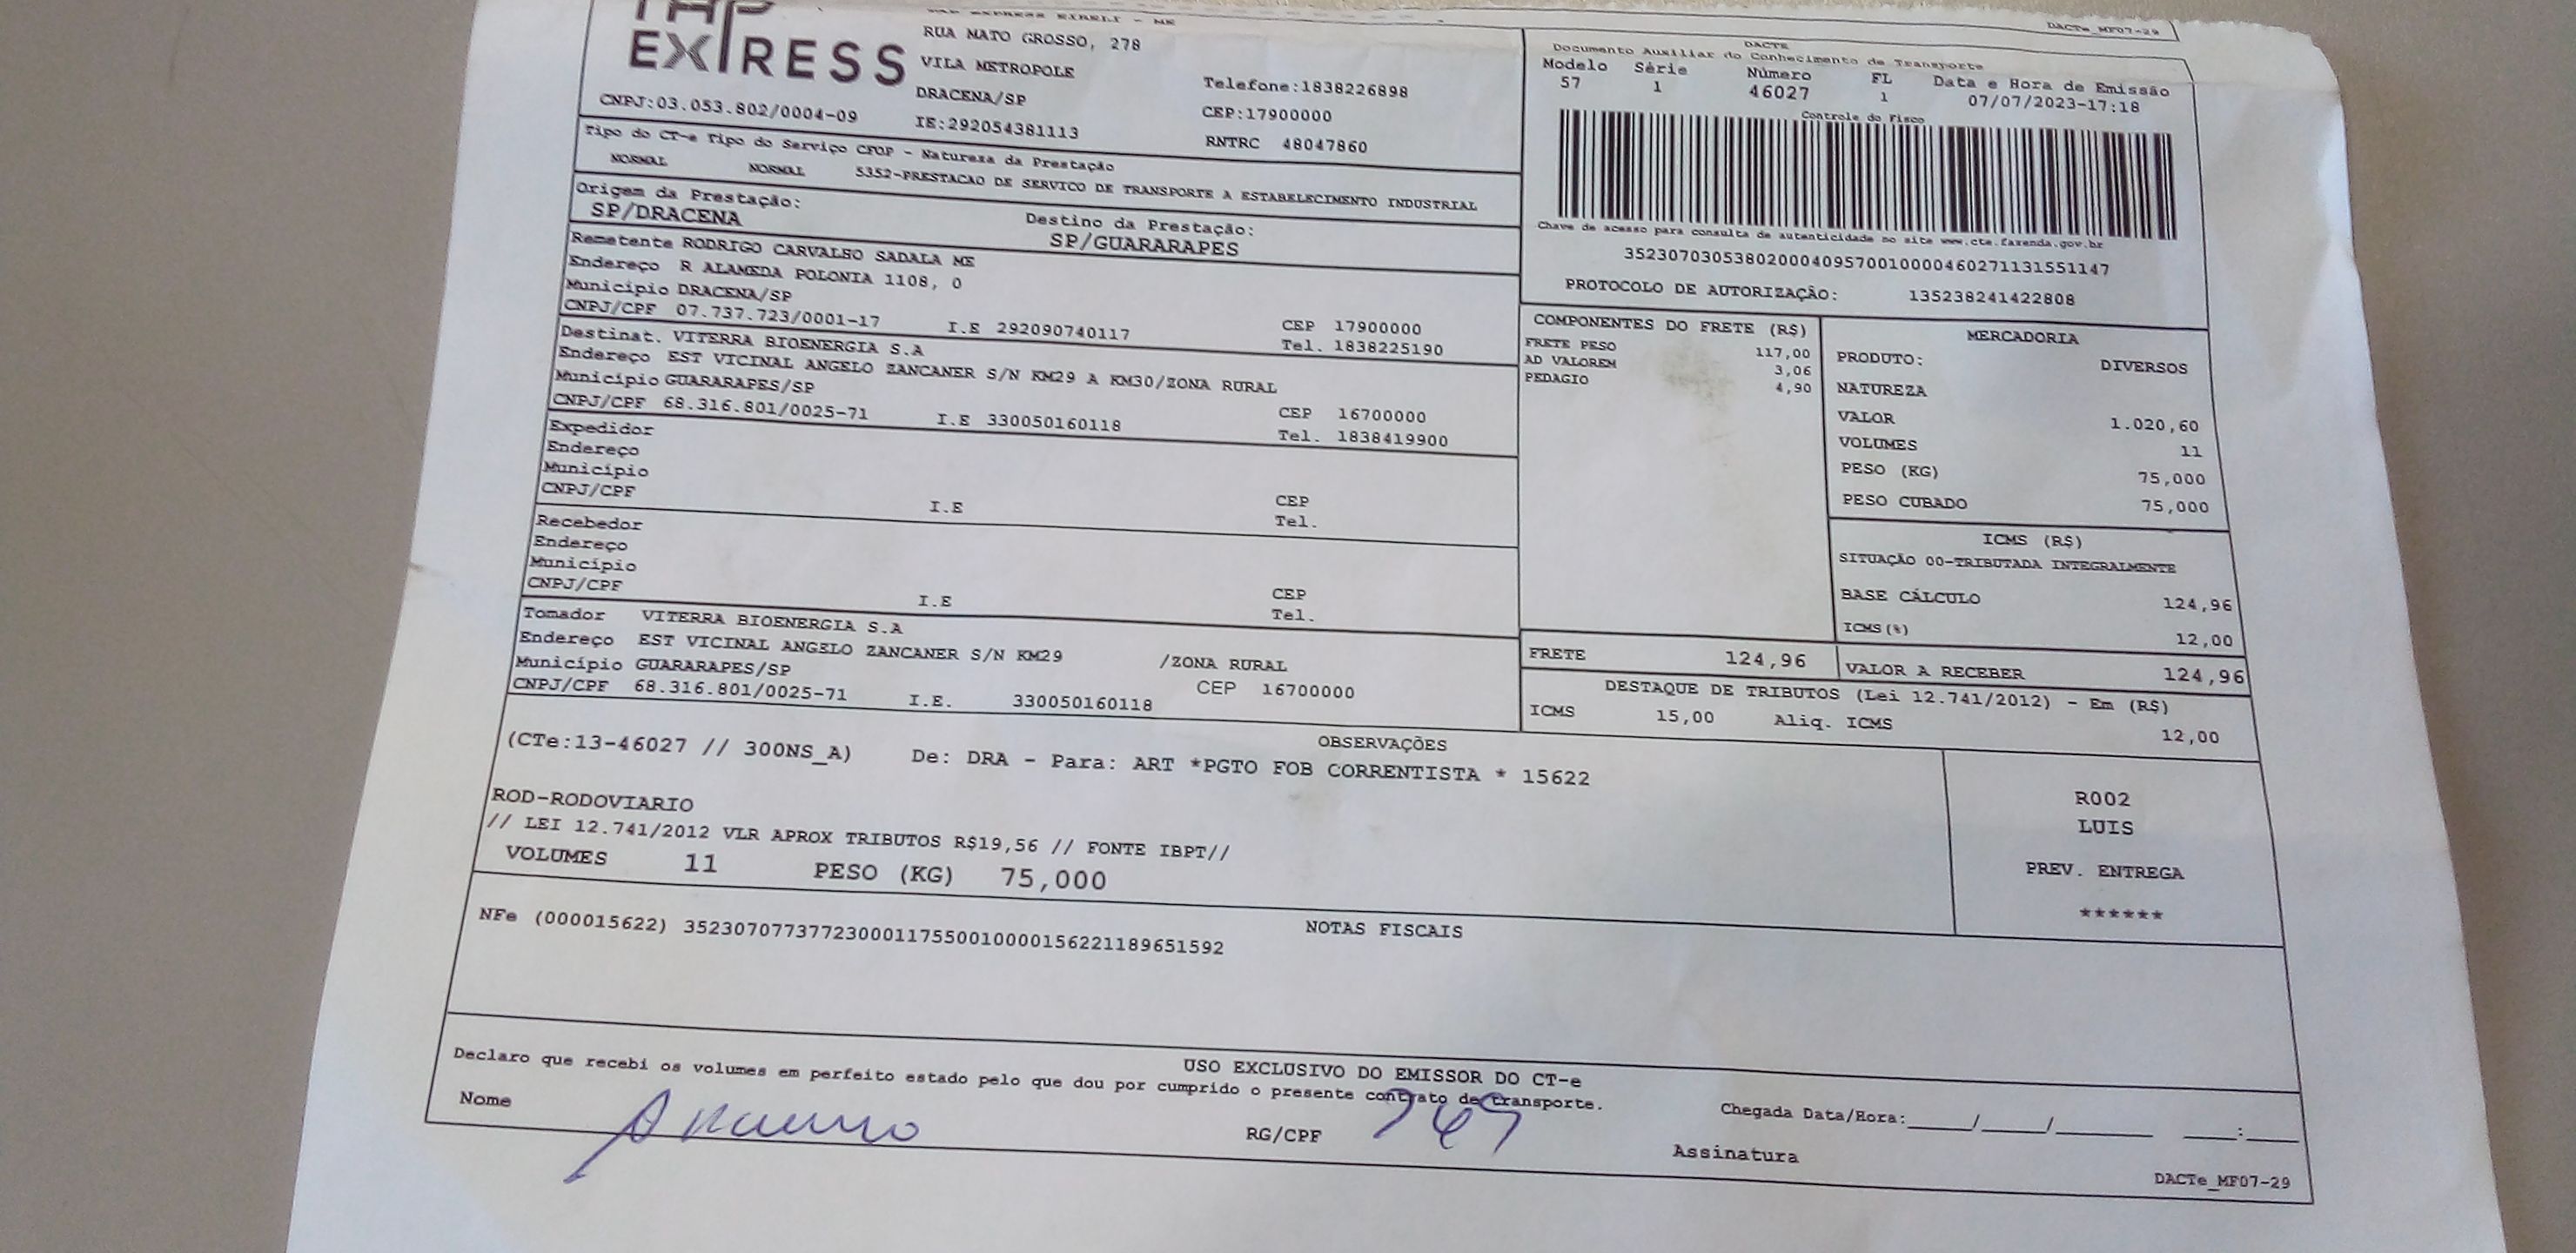 TAP
EXPRESS
EXPRESS EIRELI - ME
RUA MATO GROSSO, 278
VILA METROPOLE
DRACENA/SP
Telefone:1838226898
CEP:17900000
CNPJ:03.053.802/0004-09
IE:292054381113
RNTRC 48047860
DACTe_MF07-29
DACTE
Documento Auxiliar do Conhecimento de Transporte
Modelo Série Número FL Data e Hora de Emissão
57 1 46027 1 07/07/2023-17:18
Controle do Fisco
Chave de acesso para consulta de autenticidade no site www.cte.fazenda.gov.br
35230703053802000409570010000460271131551147
PROTOCOLO DE AUTORIZAÇÃO: 135238241422808
Tipo do CT-e Tipo do Serviço CFOP - Natureza da Prestação
NORMAL NORMAL 5352-PRESTACAO DE SERVICO DE TRANSPORTE A ESTABELECIMENTO INDUSTRIAL
Origem da Prestação: Destino da Prestação:
SP/DRACENA SP/GUARARAPES
Remetente RODRIGO CARVALHO SADALA ME
Endereço R ALAMEDA POLONIA 1108, 0
Município DRACENA/SP CEP 17900000
CNPJ/CPF 07.737.723/0001-17 I.E 292090740117 Tel. 1838225190
Destinat. VITERRA BIOENERGIA S.A
Endereço EST VICINAL ANGELO ZANCANER S/N KM29 A KM30/ZONA RURAL
Município GUARARAPES/SP CEP 16700000
CNPJ/CPF 68.316.801/0025-71 I.E 330050160118 Tel. 1838419900
Expedidor
Endereço
Município CEP
CNPJ/CPF I.E Tel.
Recebedor
Endereço
Município CEP
CNPJ/CPF I.E Tel.
Tomador VITERRA BIOENERGIA S.A
Endereço EST VICINAL ANGELO ZANCANER S/N KM29 /ZONA RURAL
Município GUARARAPES/SP CEP 16700000
CNPJ/CPF 68.316.801/0025-71 I.E. 330050160118
COMPONENTES DO FRETE (R$)
FRETE PESO 117,00
AD VALOREM 3,06
PEDAGIO 4,90
MERCADORIA
PRODUTO: DIVERSOS
NATUREZA
VALOR 1.020,60
VOLUMES 11
PESO (KG) 75,000
PESO CUBADO 75,000
ICMS (R$)
SITUAÇÃO 00-TRIBUTADA INTEGRALMENTE
BASE CÁLCULO 124,96
ICMS(%) 12,00
FRETE 124,96 VALOR A RECEBER 124,96
DESTAQUE DE TRIBUTOS (Lei 12.741/2012) - Em (R$)
ICMS 15,00 Aliq. ICMS 12,00
OBSERVAÇÕES
(CTe:13-46027 // 300NS_A) De: DRA - Para: ART *PGTO FOB CORRENTISTA * 15622
ROD-RODOVIARIO
// LEI 12.741/2012 VLR APROX TRIBUTOS R$19,56 // FONTE IBPT//
VOLUMES 11 PESO (KG) 75,000
R002
LUIS
PREV. ENTREGA
******
NOTAS FISCAIS
NFe (000015622) 35230707737723000117550010000156221189651592
USO EXCLUSIVO DO EMISSOR DO CT-e
Declaro que recebi os volumes em perfeito estado pelo que dou por cumprido o presente contrato de transporte.
Nome RG/CPF 769 Chegada Data/Hora:_____/_____/________ ____:____
Assinatura
DACTe_MF07-29